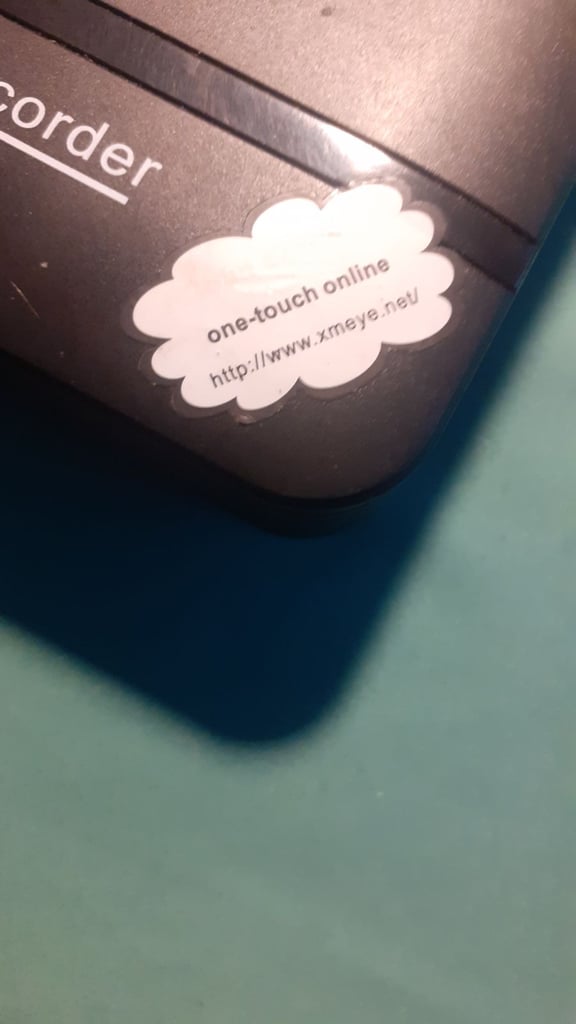 corder
one-touch online
http://www.xmeye.net/